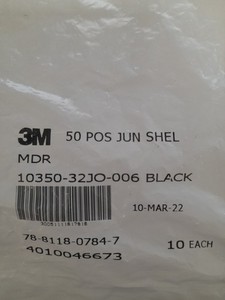 3M 50 POS JUN SHEL
MDR
10350-32JO-006 BLACK
10-MAR-22
78-8118-0784-7
10 EACH
4010046673